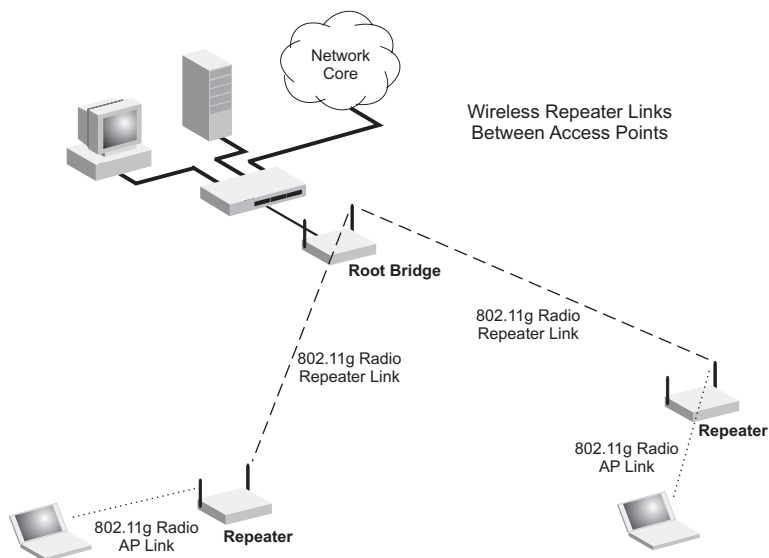 Network
Core
Wireless Repeater Links
Between Access Points
Root Bridge
802.11g Radio
Repeater Link
802.11g Radio
Repeater Link
Repeater
802.11g Radio
AP Link
802.11g Radio
AP Link
Repeater